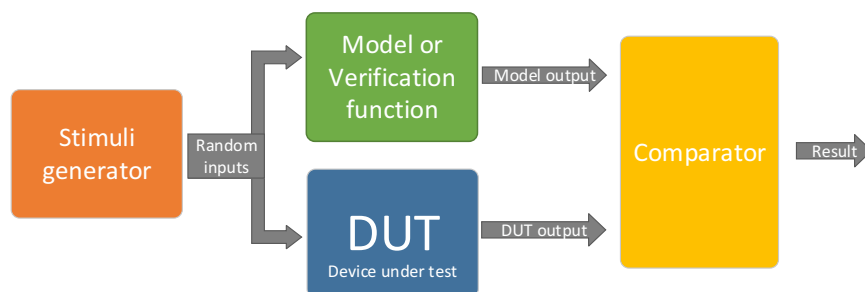 Stimuli
generator
Random
inputs
Model or
Verification
function
DUT
Device under test
Model output
DUT output
Comparator
Result